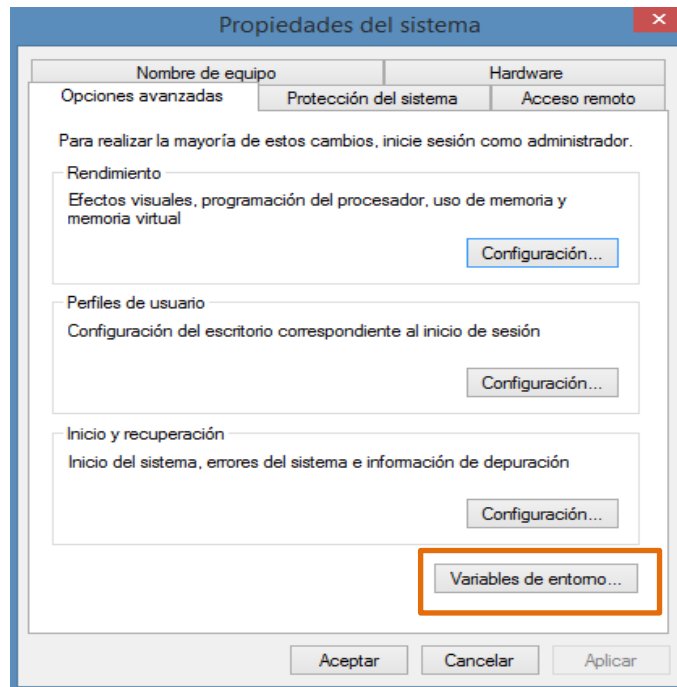 Propiedades del sistema
Nombre de equipo
Hardware
Opciones avanzadas
Protección del sistema
Acceso remoto
Para realizar la mayoría de estos cambios, inicie sesión como administrador.
Rendimiento
Efectos visuales, programación del procesador, uso de memoria y
memoria virtual
Configuración...
Perfiles de usuario
Configuración del escritorio correspondiente al inicio de sesión
Configuración...
Inicio y recuperación
Inicio del sistema, errores del sistema e información de depuración
Configuración...
Variables de entorno...
Aceptar
Cancelar
Aplicar